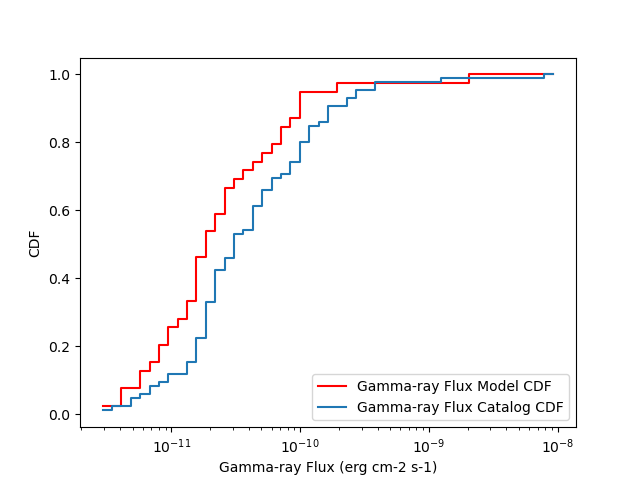 1.0
0.8
0.6
0.4
0.2
0.0
CDF
10⁻¹¹
10⁻¹⁰
10⁻⁹
10⁻⁸
Gamma-ray Flux (erg cm-2 s-1)
Gamma-ray Flux Model CDF
Gamma-ray Flux Catalog CDF